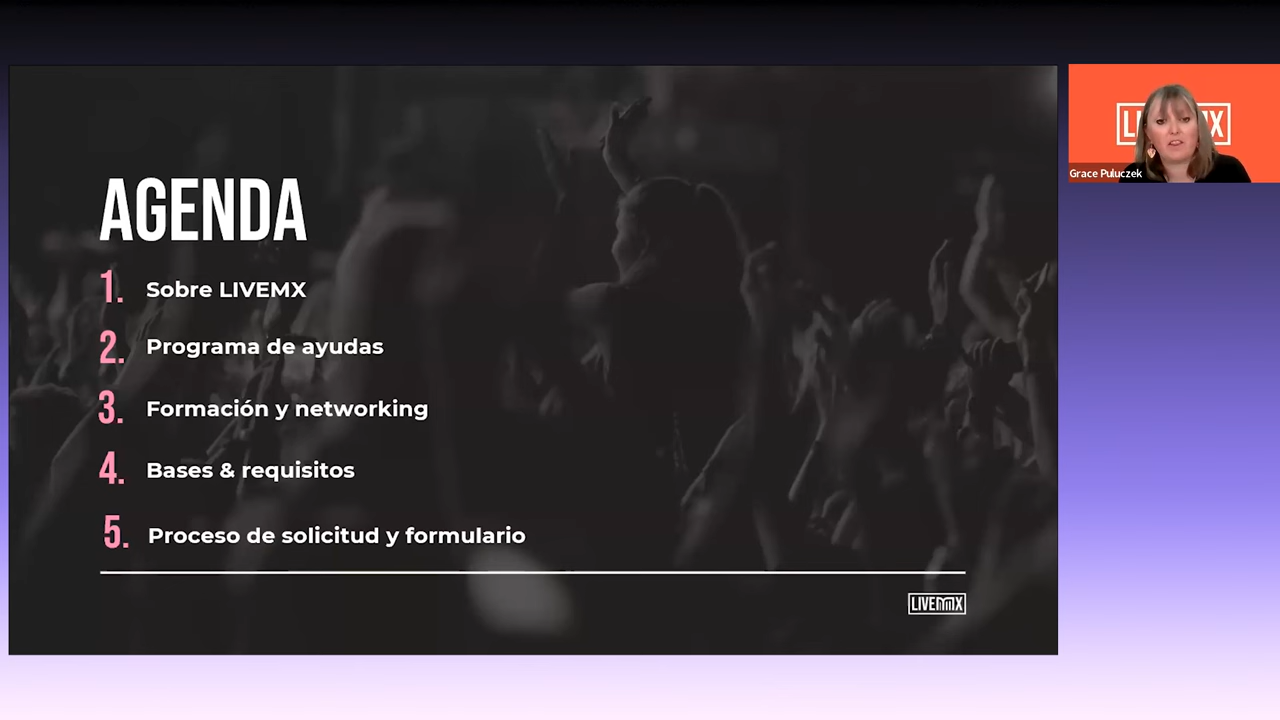 AGENDA
1. Sobre LIVEMX
2. Programa de ayudas
3. Formación y networking
4. Bases & requisitos
5. Proceso de solicitud y formulario
LIVEMX
Grace Puluczek